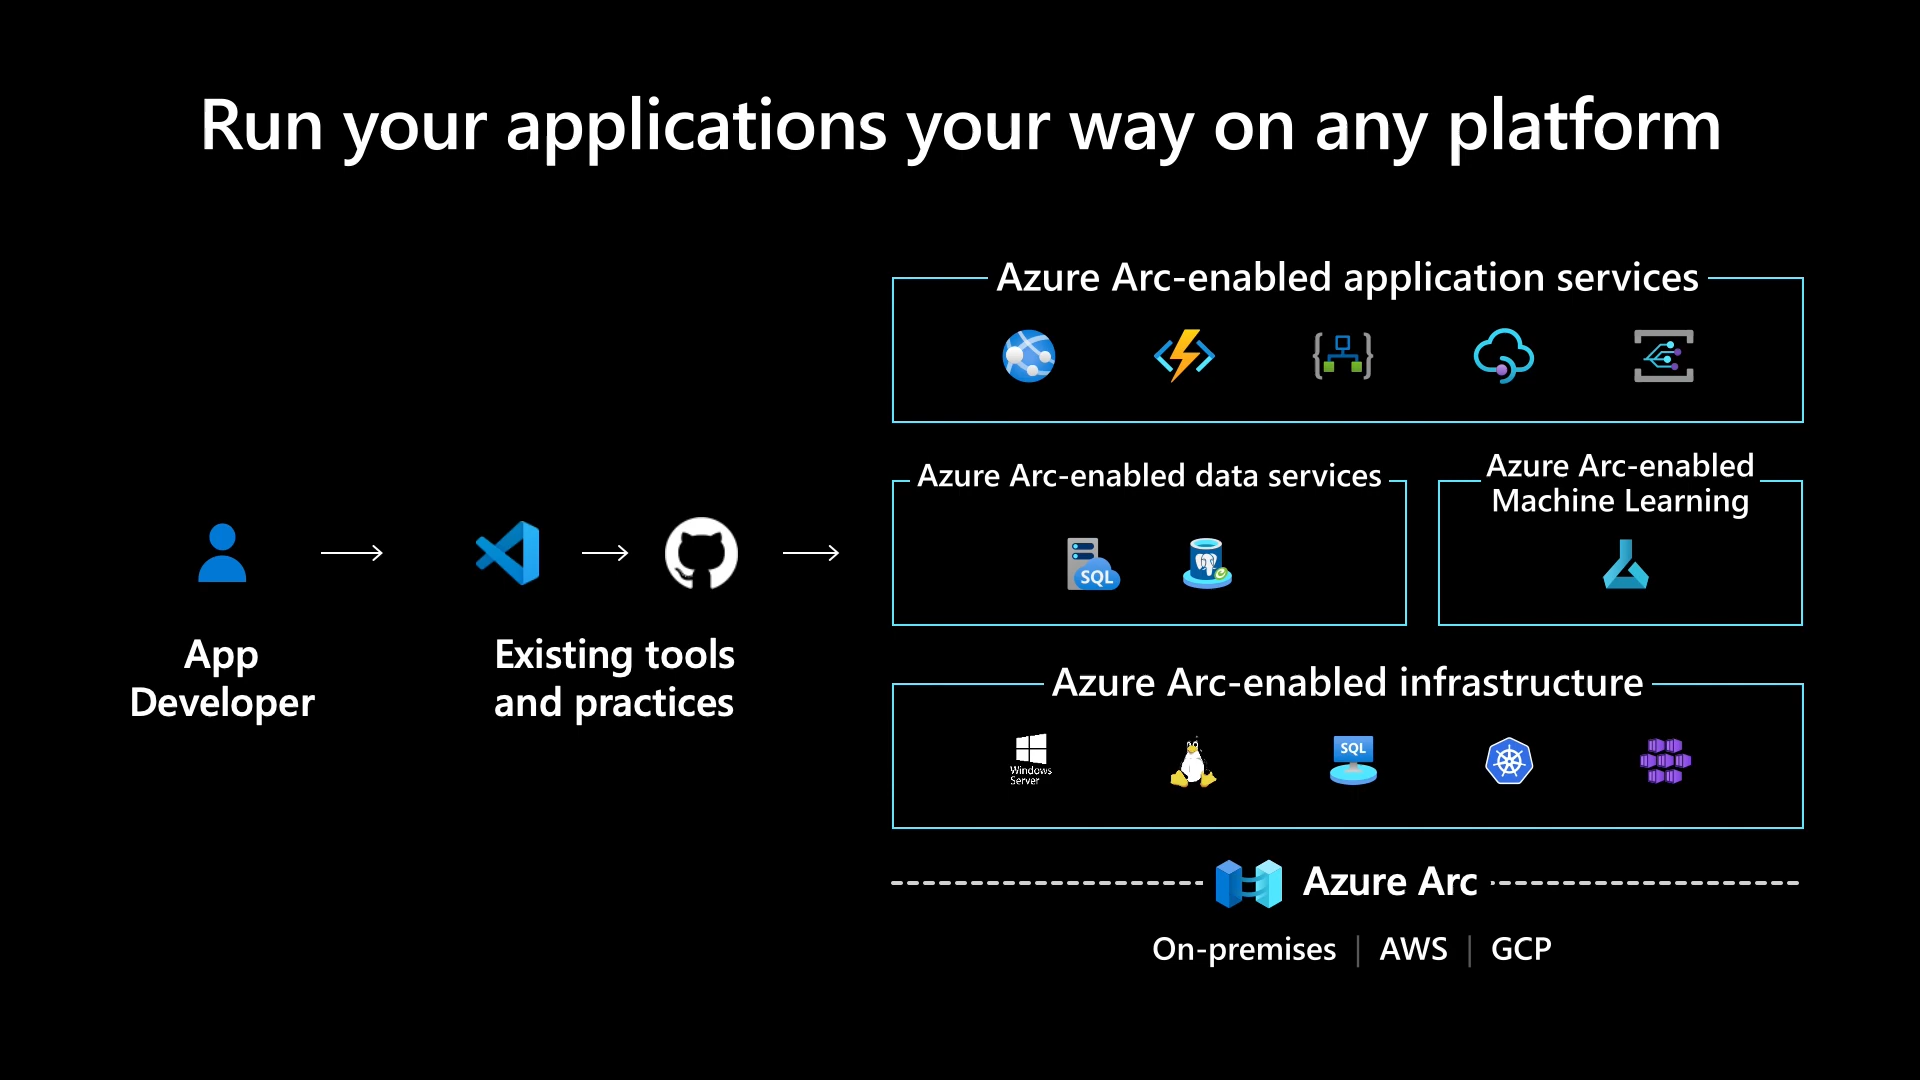 Run your applications your way on any platform
Azure Arc-enabled application services
Azure Arc-enabled data services
Azure Arc-enabled
Machine Learning
SQL
App
Developer
Existing tools
and practices
Azure Arc-enabled infrastructure
Windows
Server
SQL
Azure Arc
On-premises | AWS | GCP